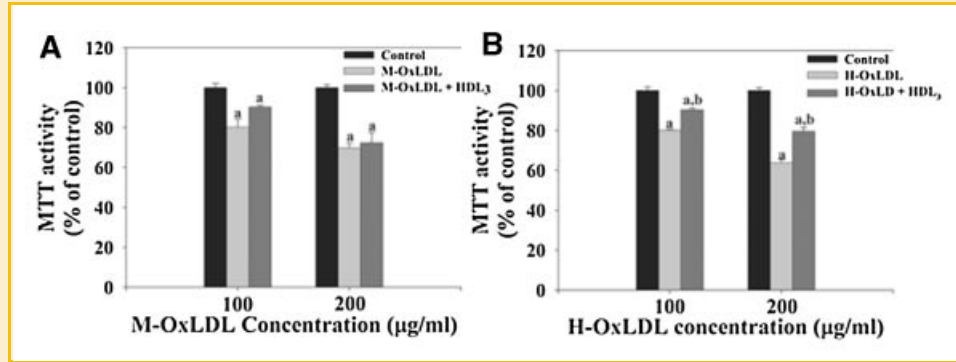 A
MTT activity
(% of control)
120
100
80
60
40
20
0
Control
M-OxLDL
M-OxLDL + HDL3
a
a
a
a
100
200
M-OxLDL Concentration (µg/ml)
B
MTT activity
(% of control)
120
100
80
60
40
20
0
Control
H-OxLDL
H-OxLD + HDL3
a
a,b
a
a,b
100
200
H-OxLDL concentration (µg/ml)